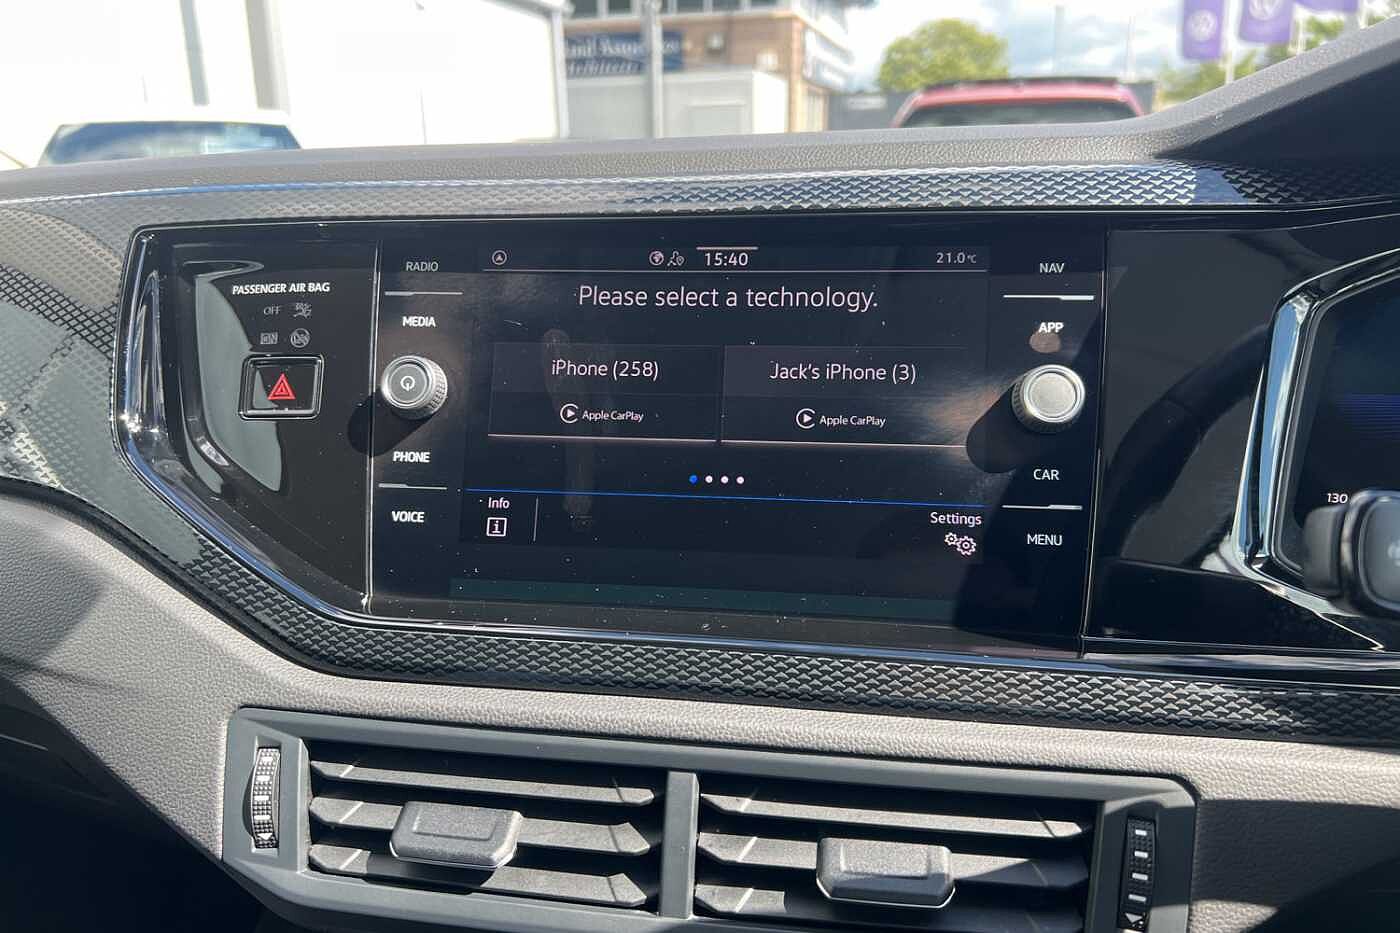 15:40
21.0°C
RADIO
NAV
PASSENGER AIR BAG
OFF
Please select a technology.
MEDIA
APP
iPhone (258)
Jack's iPhone (3)
Apple CarPlay
Apple CarPlay
PHONE
CAR
Info
Settings
VOICE
MENU
130